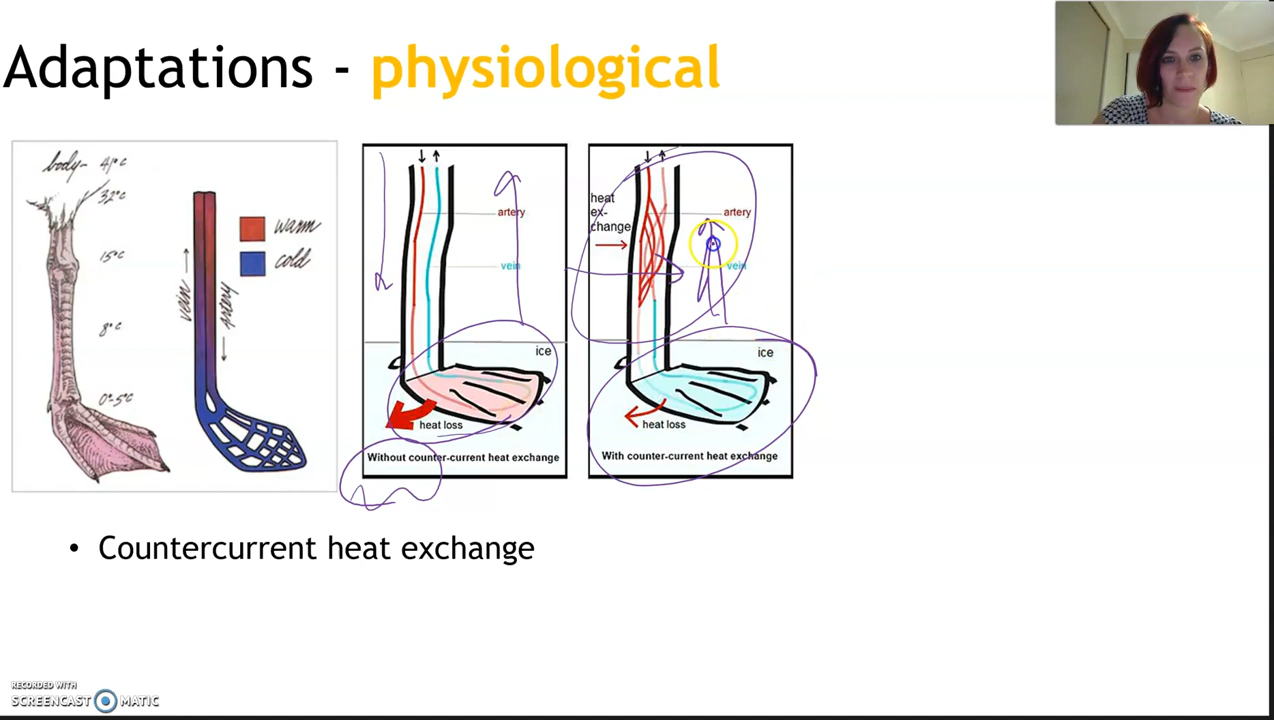 Adaptations - physiological
body- 41°c
32°c
15°c
8°c
0°-5°c
vein
artery
warm
cold
artery
vein
ice
heat loss
Without counter-current heat exchange
heat
ex-
change
artery
vein
ice
heat loss
With counter-current heat exchange
• Countercurrent heat exchange
RECORDED WITH
SCREENCAST MATIC